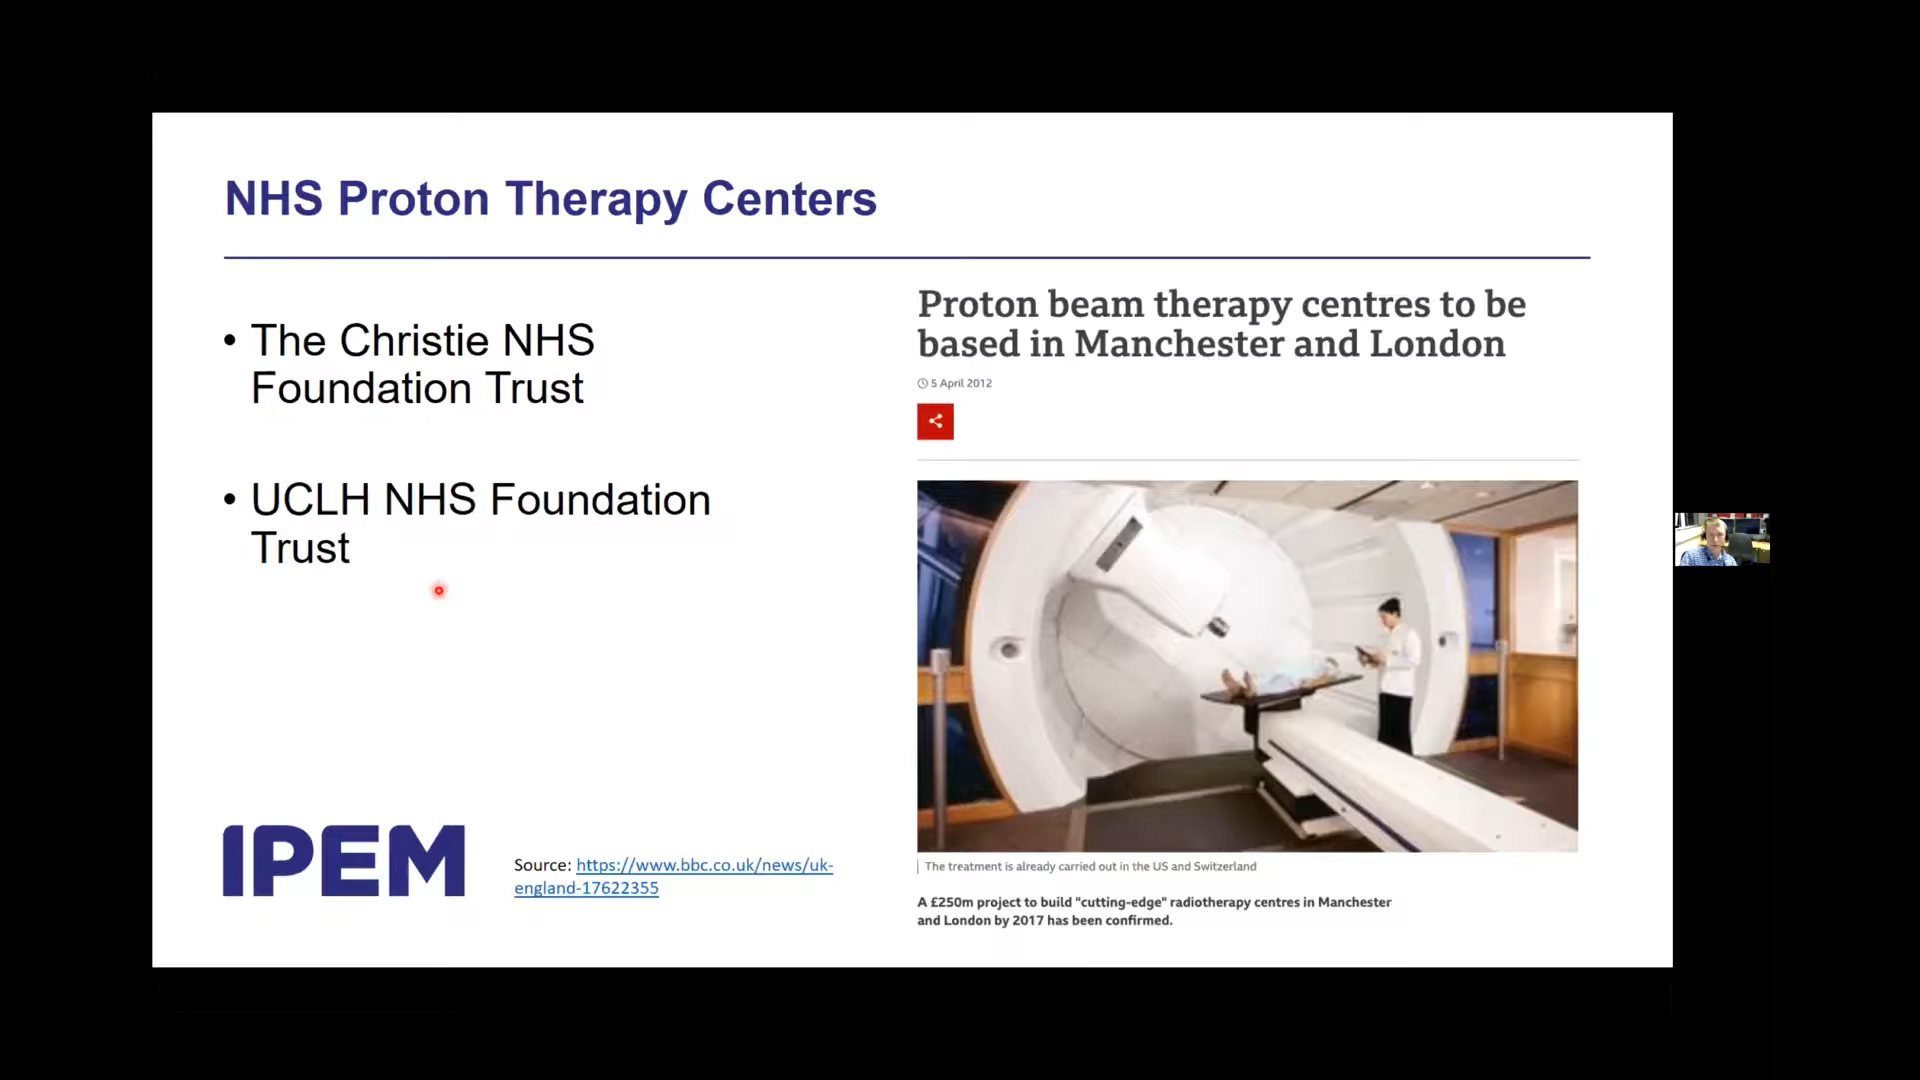 NHS Proton Therapy Centers
• The Christie NHS
Foundation Trust
• UCLH NHS Foundation
Trust
IPEM
Source: https://www.bbc.co.uk/news/uk-
england-17622355
Proton beam therapy centres to be
based in Manchester and London
5 April 2012
The treatment is already carried out in the US and Switzerland
A £250m project to build "cutting-edge" radiotherapy centres in Manchester
and London by 2017 has been confirmed.